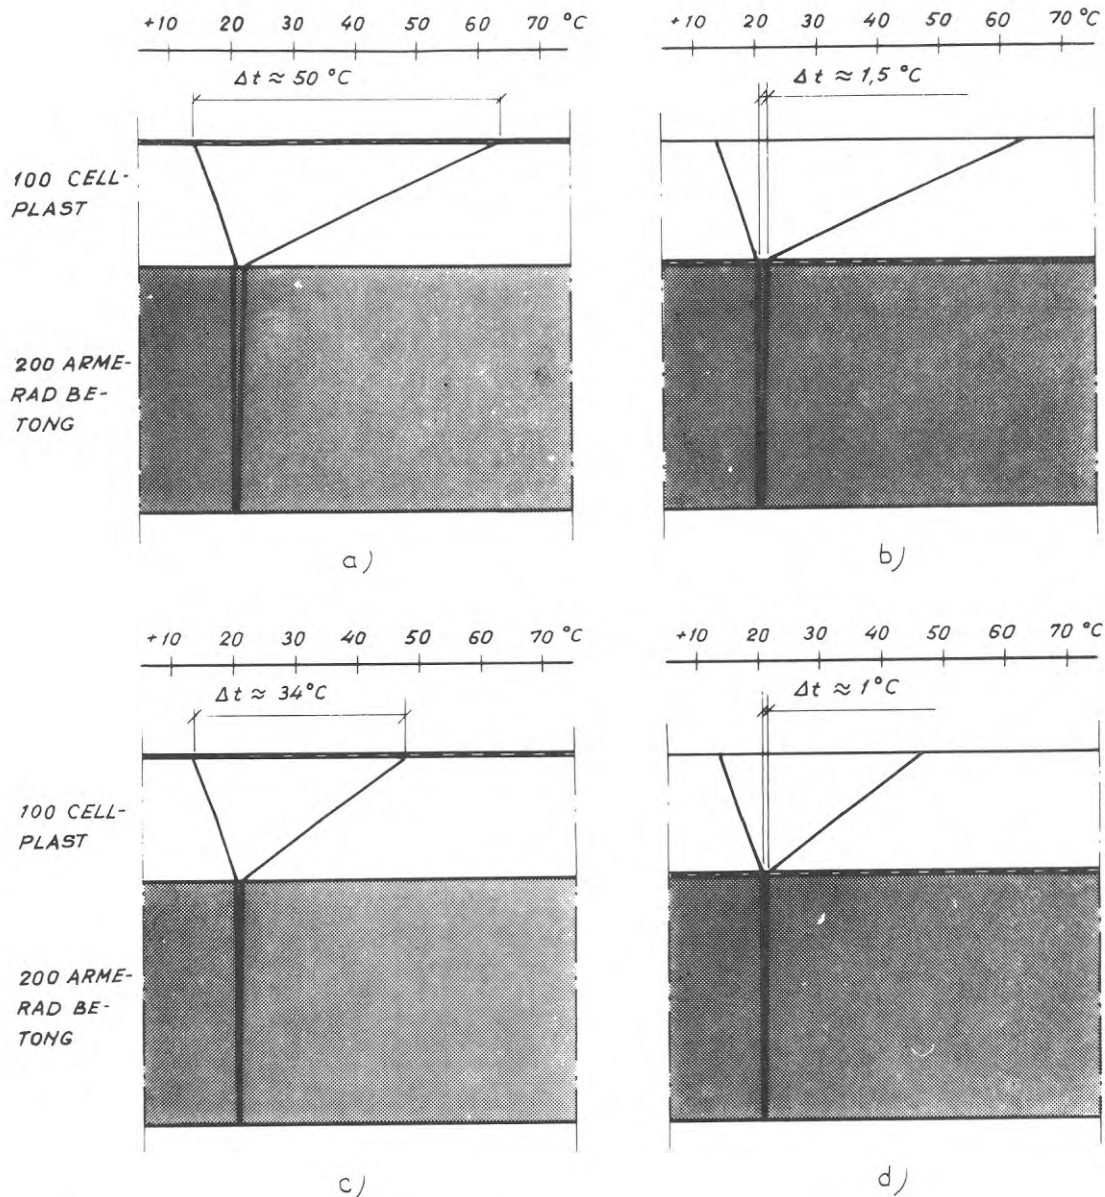 +10 20 30 40 50 60 70 °C
Δt ≈ 50 °C
100 CELL-
PLAST
200 ARME-
RAD BE-
TONG
a)
+10 20 30 40 50 60 70 °C
Δt ≈ 1,5 °C
b)
+10 20 30 40 50 60 70 °C
Δt ≈ 34°C
100 CELL-
PLAST
200 ARME-
RAD BE-
TONG
c)
+10 20 30 40 50 60 70 °C
Δt ≈ 1°C
d)